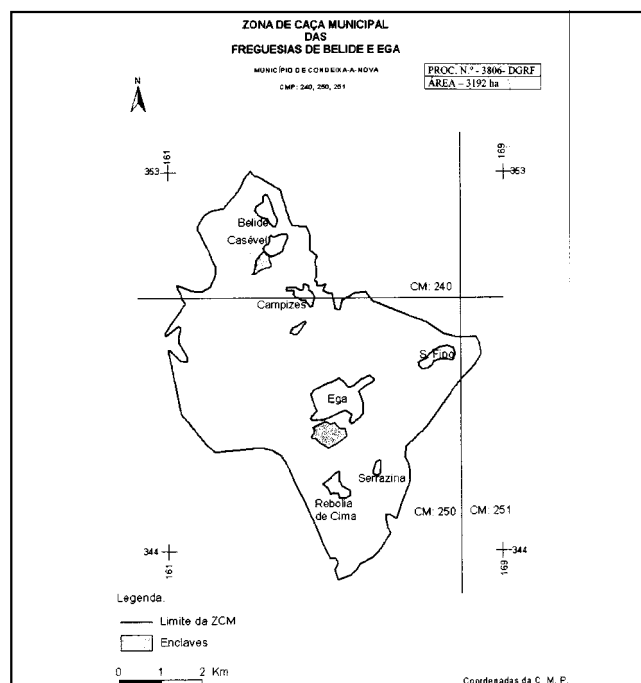 ZONA DE CAÇA MUNICIPAL
DAS
FREGUESIAS DE BELIDE E EGA
MUNICÍPIO DE CONDEIXA-A-NOVA
CMP: 240, 250, 251
PROC. N.º - 3806- DGRF
ÁREA – 3192 ha
N
161
169
353
353
Belide
Casével
CM: 240
Campizes
S. Fipo
Ega
Serrazina
Rebolia
de Cima
CM: 250
CM: 251
344
344
161
169
Legenda:
Limite da ZCM
Enclaves
0 1 2 Km
Coordenadas da C. M. P.